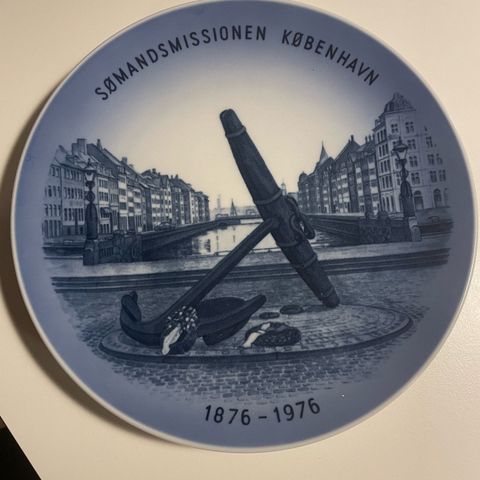 SØMANDSMISSIONEN KØBENHAVN
1876 - 1976